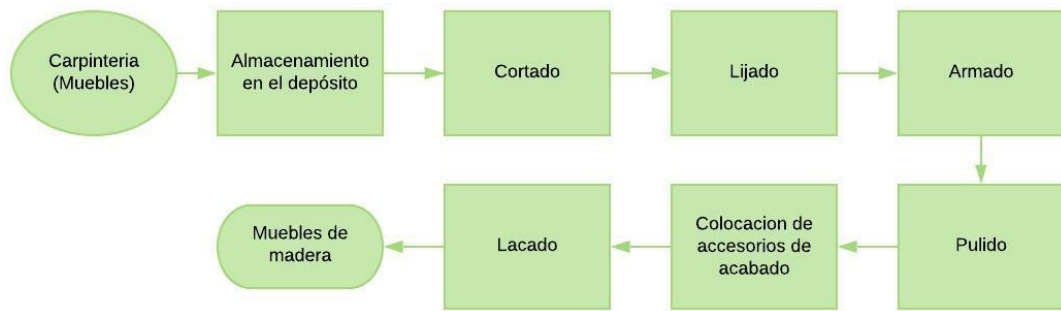 Carpinteria
(Muebles)
Almacenamiento
en el depósito
Cortado
Lijado
Armado
Muebles de
madera
Lacado
Colocacion de
accesorios de
acabado
Pulido